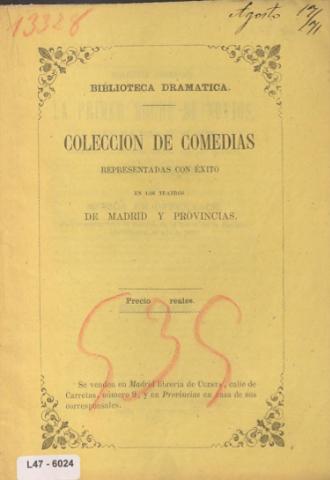 13328
Agosto 17/71
BIBLIOTECA DRAMATICA.
COLECCION DE COMEDIAS
REPRESENTADAS CON ÉXITO
EN LOS TEATROS
DE MADRID Y PROVINCIAS.
Precio reales.
535
Se venden en Madrid libreria de CUESTA, calle de
Carretas, número 9, y en Provincias en casa de sus
corresponsales.
L47 - 6024